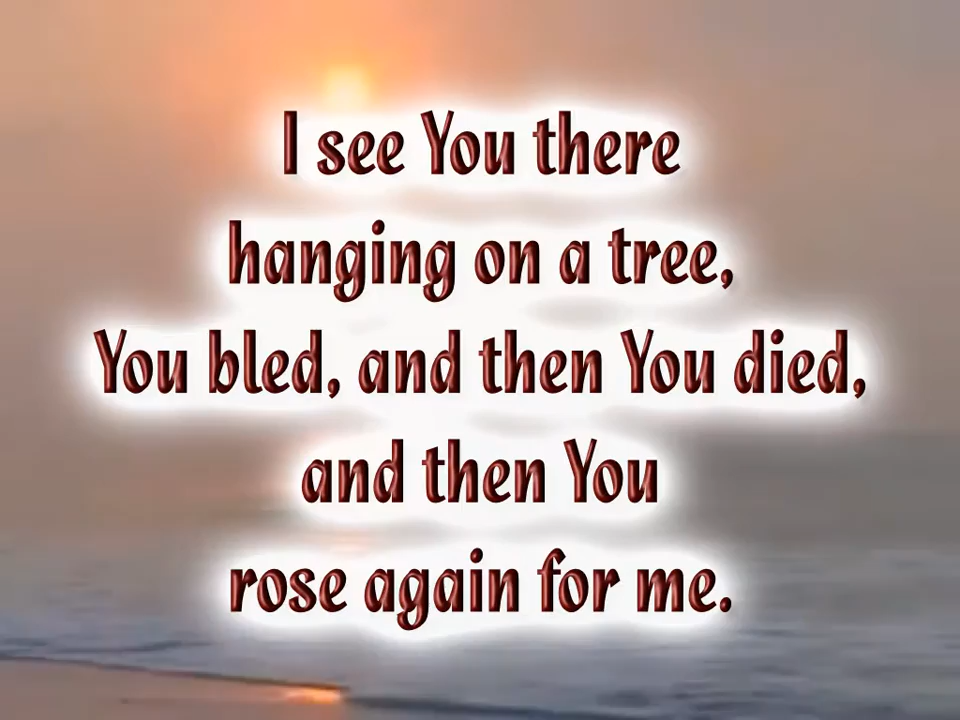 I see You there
hanging on a tree,
You bled, and then You died,
and then You
rose again for me.